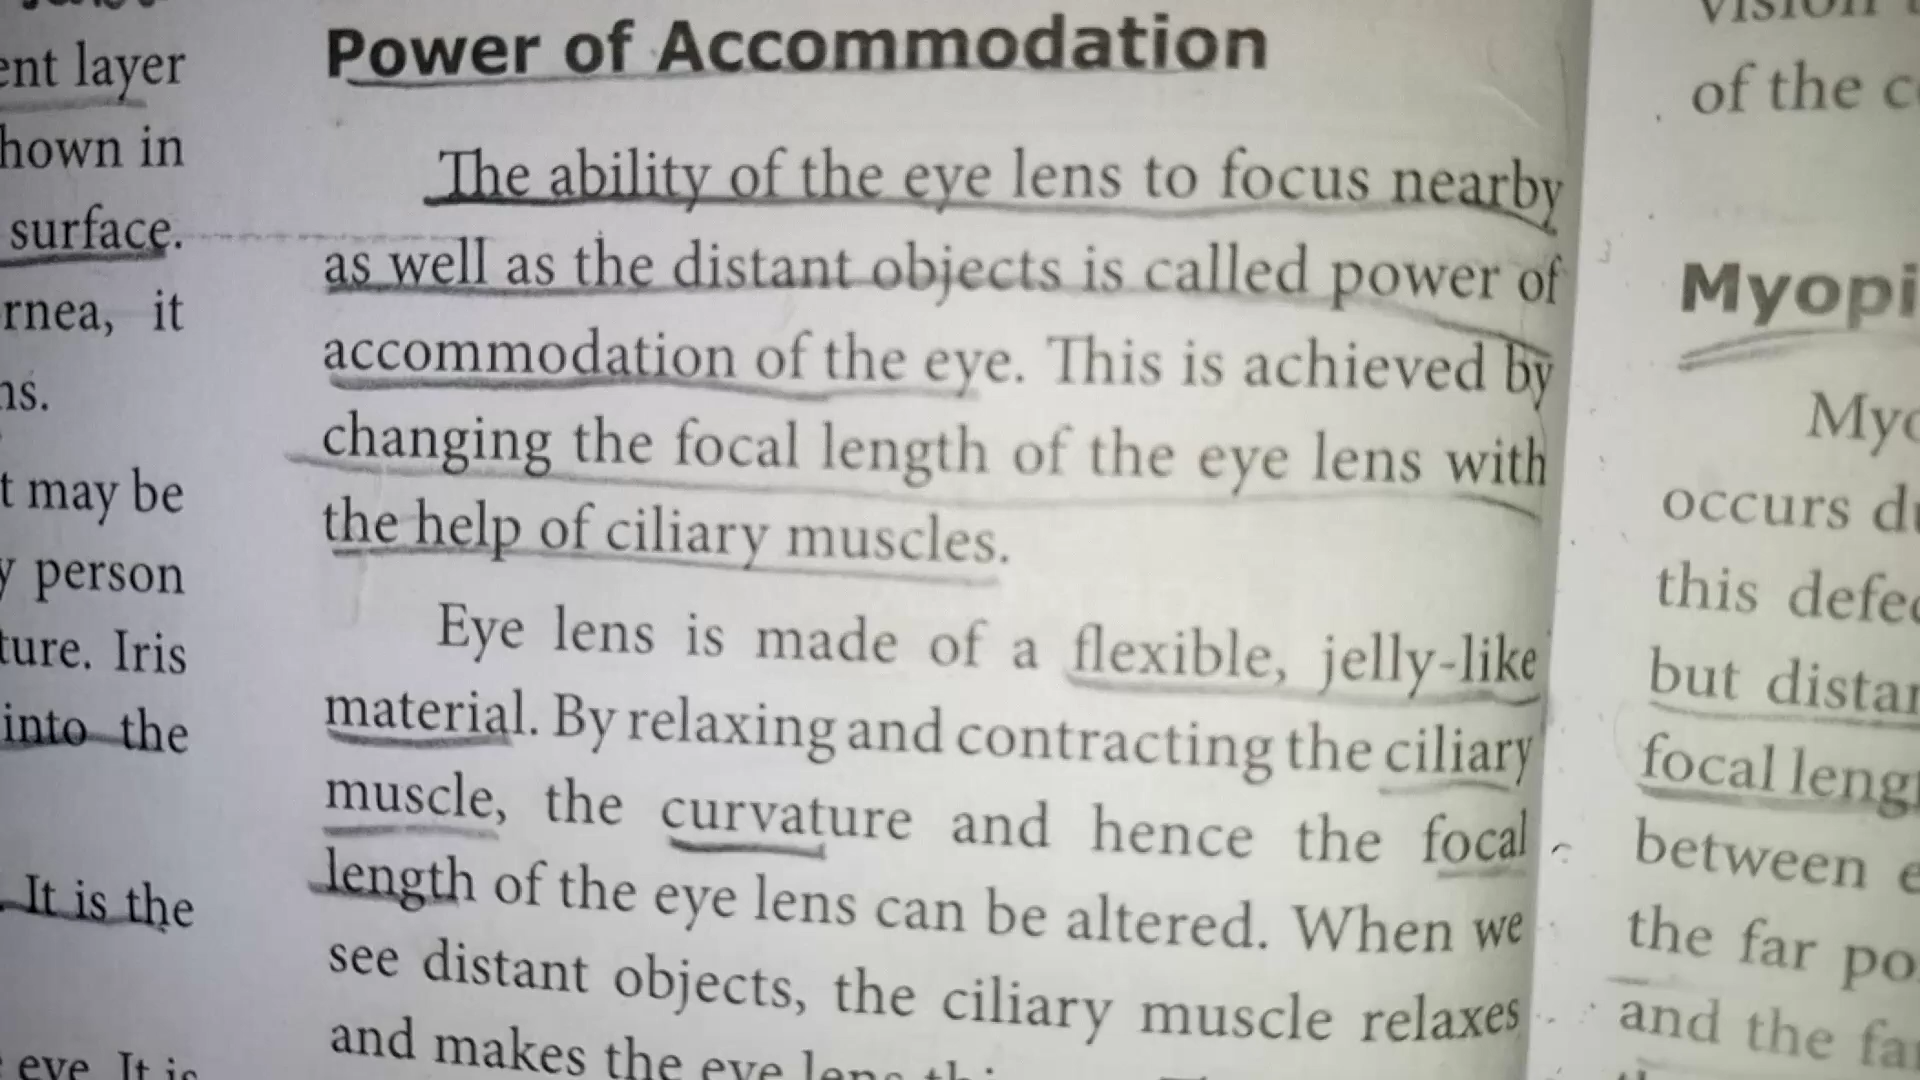 ent layer
hown in
surface.
rnea, it
ns.
t may be
y person
ture. Iris
into the
It is the
eye. It is
Power of Accommodation
The ability of the eye lens to focus nearby
as well as the distant objects is called power of
accommodation of the eye. This is achieved by
changing the focal length of the eye lens with
the help of ciliary muscles.
Eye lens is made of a flexible, jelly-like
material. By relaxing and contracting the ciliary
muscle, the curvature and hence the focal
length of the eye lens can be altered. When we
see distant objects, the ciliary muscle relaxes
and makes the eye lens
vision
of the c
Myopi
Myo
occurs du
this defec
but distan
focal leng
between e
the far po
and the fa